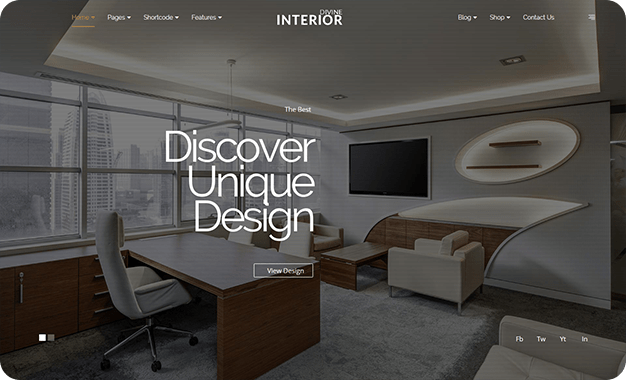 Home
Pages
Shortcode
Features
DIVINE
INTERIOR
Blog
Shop
Contact Us
The Best
Discover
Unique
Design
View Design
Fb
Tw
Yt
In